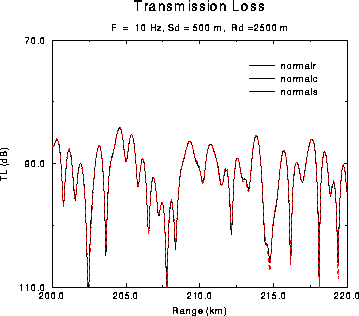 Transmission Loss
F = 10 Hz, Sd = 500 m, Rd =2500 m
70.0
normalr
normalc
normals
TL (dB)
90.0
110.0
200.0 205.0 210.0 215.0 220.0
Range (km)